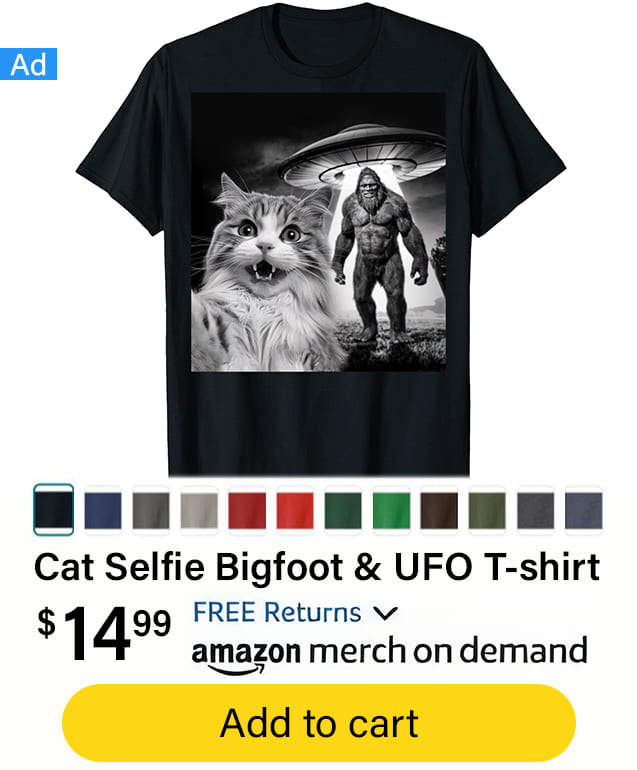 Ad
Cat Selfie Bigfoot & UFO T-shirt
$14.99
FREE Returns
amazon merch on demand
Add to cart